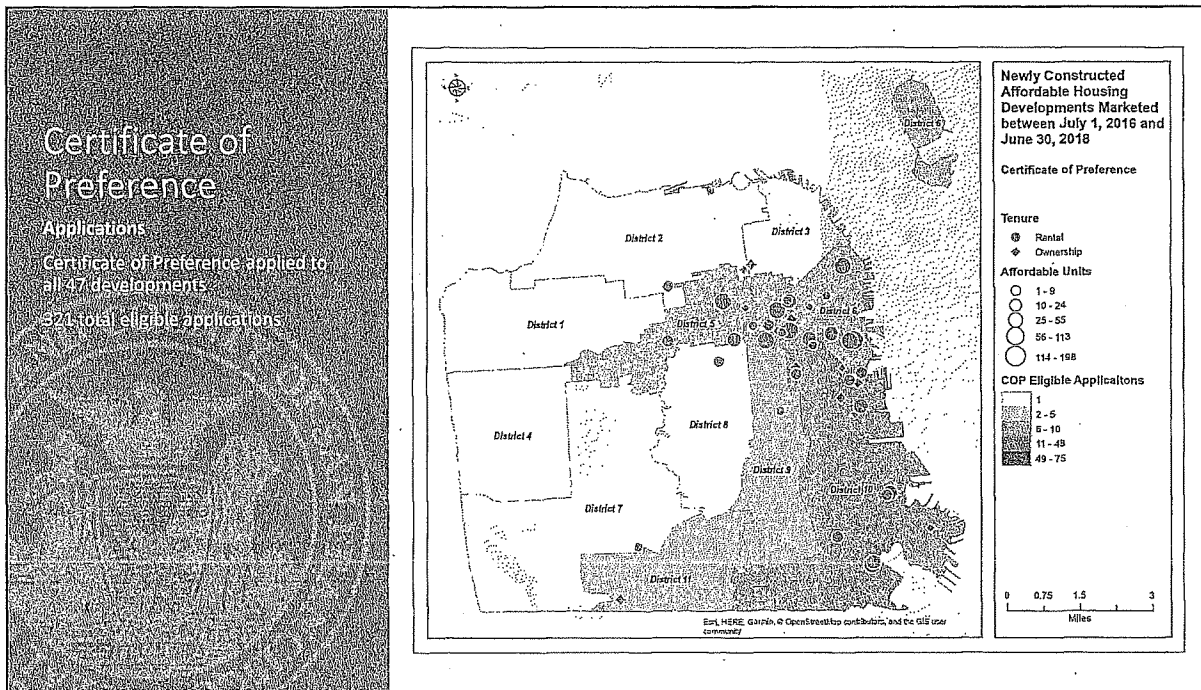 Certificate of
Preference
Applications
Certificate of Preference applied to
all 47 developments
321 total eligible applications
District 6
District 2
District 3
District 1
District 5
District 6
District 4
District 8
District 9
District 10
District 7
District 11
Esri, HERE, Garmin, © OpenStreetMap contributors, and the GIS user
community
Newly Constructed
Affordable Housing
Developments Marketed
between July 1, 2016 and
June 30, 2018
Certificate of Preference
Tenure
Rental
Ownership
Affordable Units
1 - 9
10 - 24
25 - 55
56 - 113
114 - 198
COP Eligible Applicaitons
1
2 - 5
6 - 10
11 - 48
49 - 75
0 0.75 1.5 3
Miles